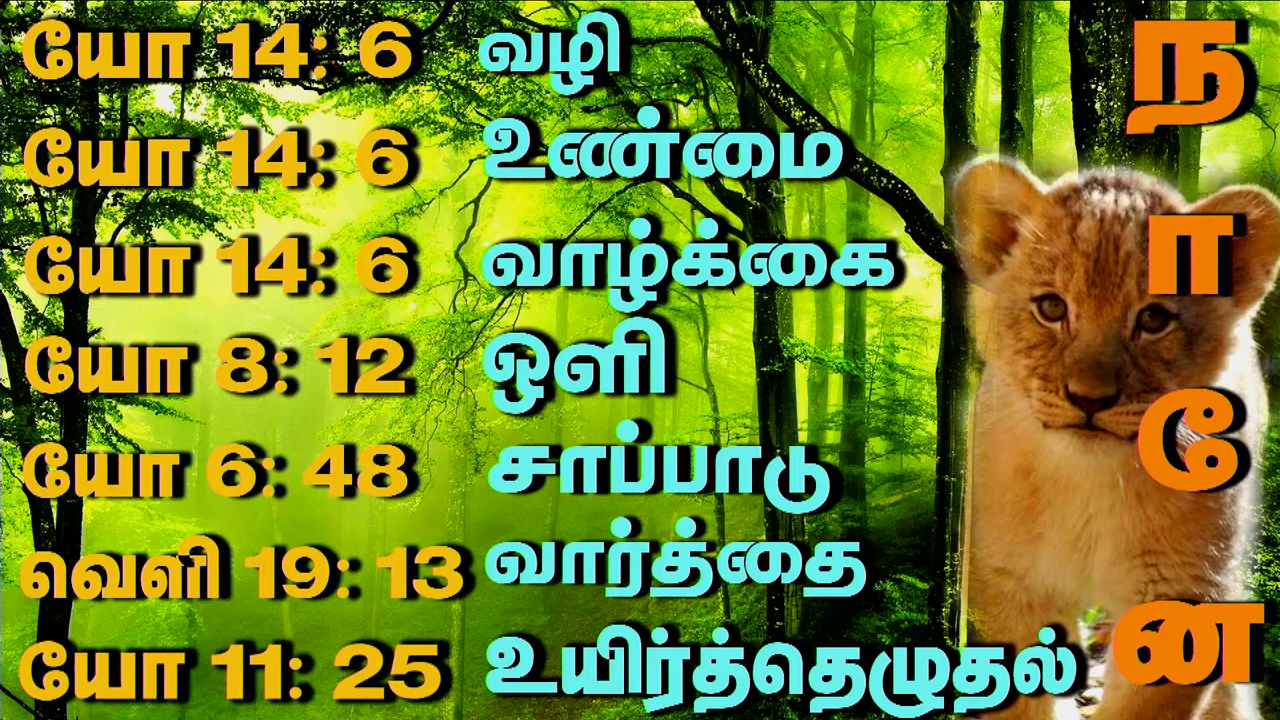 யோ 14: 6 வழி
யோ 14: 6 உண்மை
யோ 14: 6 வாழ்க்கை
யோ 8: 12 ஒளி
யோ 6: 48 சாப்பாடு
வெளி 19: 13 வார்த்தை
யோ 11: 25 உயிர்த்தெழுதல்
ந
ா
ே
ன